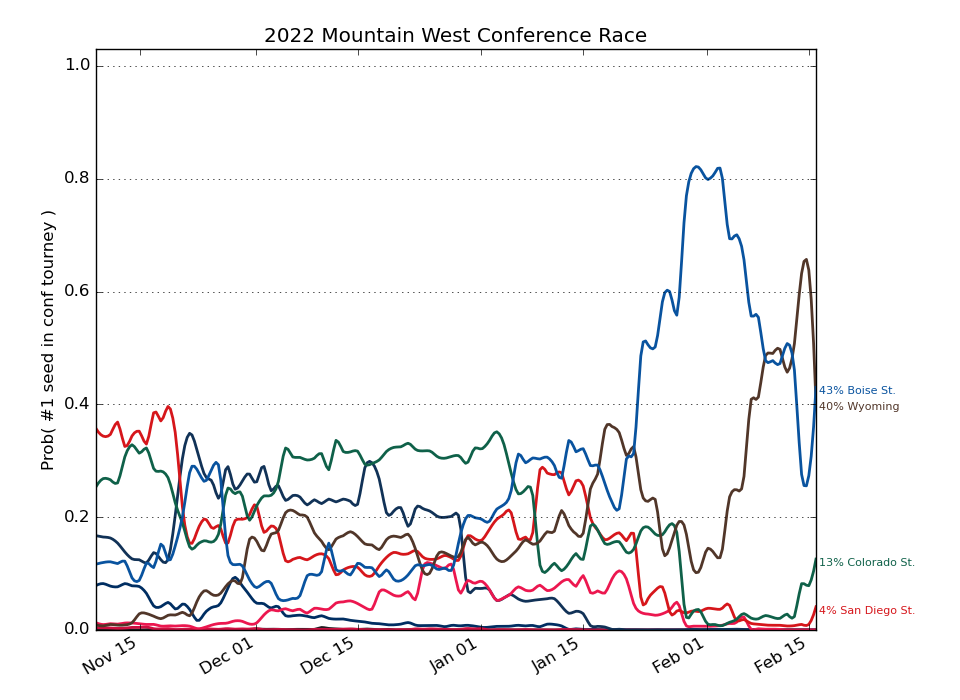 2022 Mountain West Conference Race
Prob( #1 seed in conf tourney )
1.0
0.8
0.6
0.4
0.2
0.0
43% Boise St.
40% Wyoming
13% Colorado St.
4% San Diego St.
Nov 15
Dec 01
Dec 15
Jan 01
Jan 15
Feb 01
Feb 15